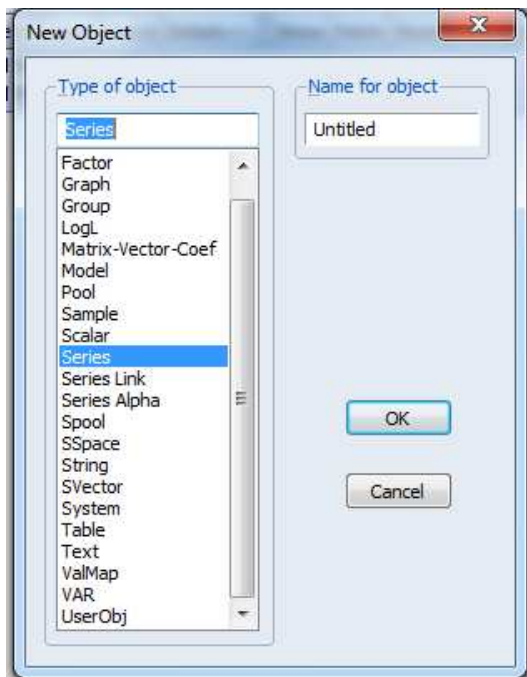 New Object
Type of object
Series
Factor
Graph
Group
LogL
Matrix-Vector-Coef
Model
Pool
Sample
Scalar
Series
Series Link
Series Alpha
Spool
SSpace
String
SVector
System
Table
Text
ValMap
VAR
UserObj
Name for object
Untitled
OK
Cancel